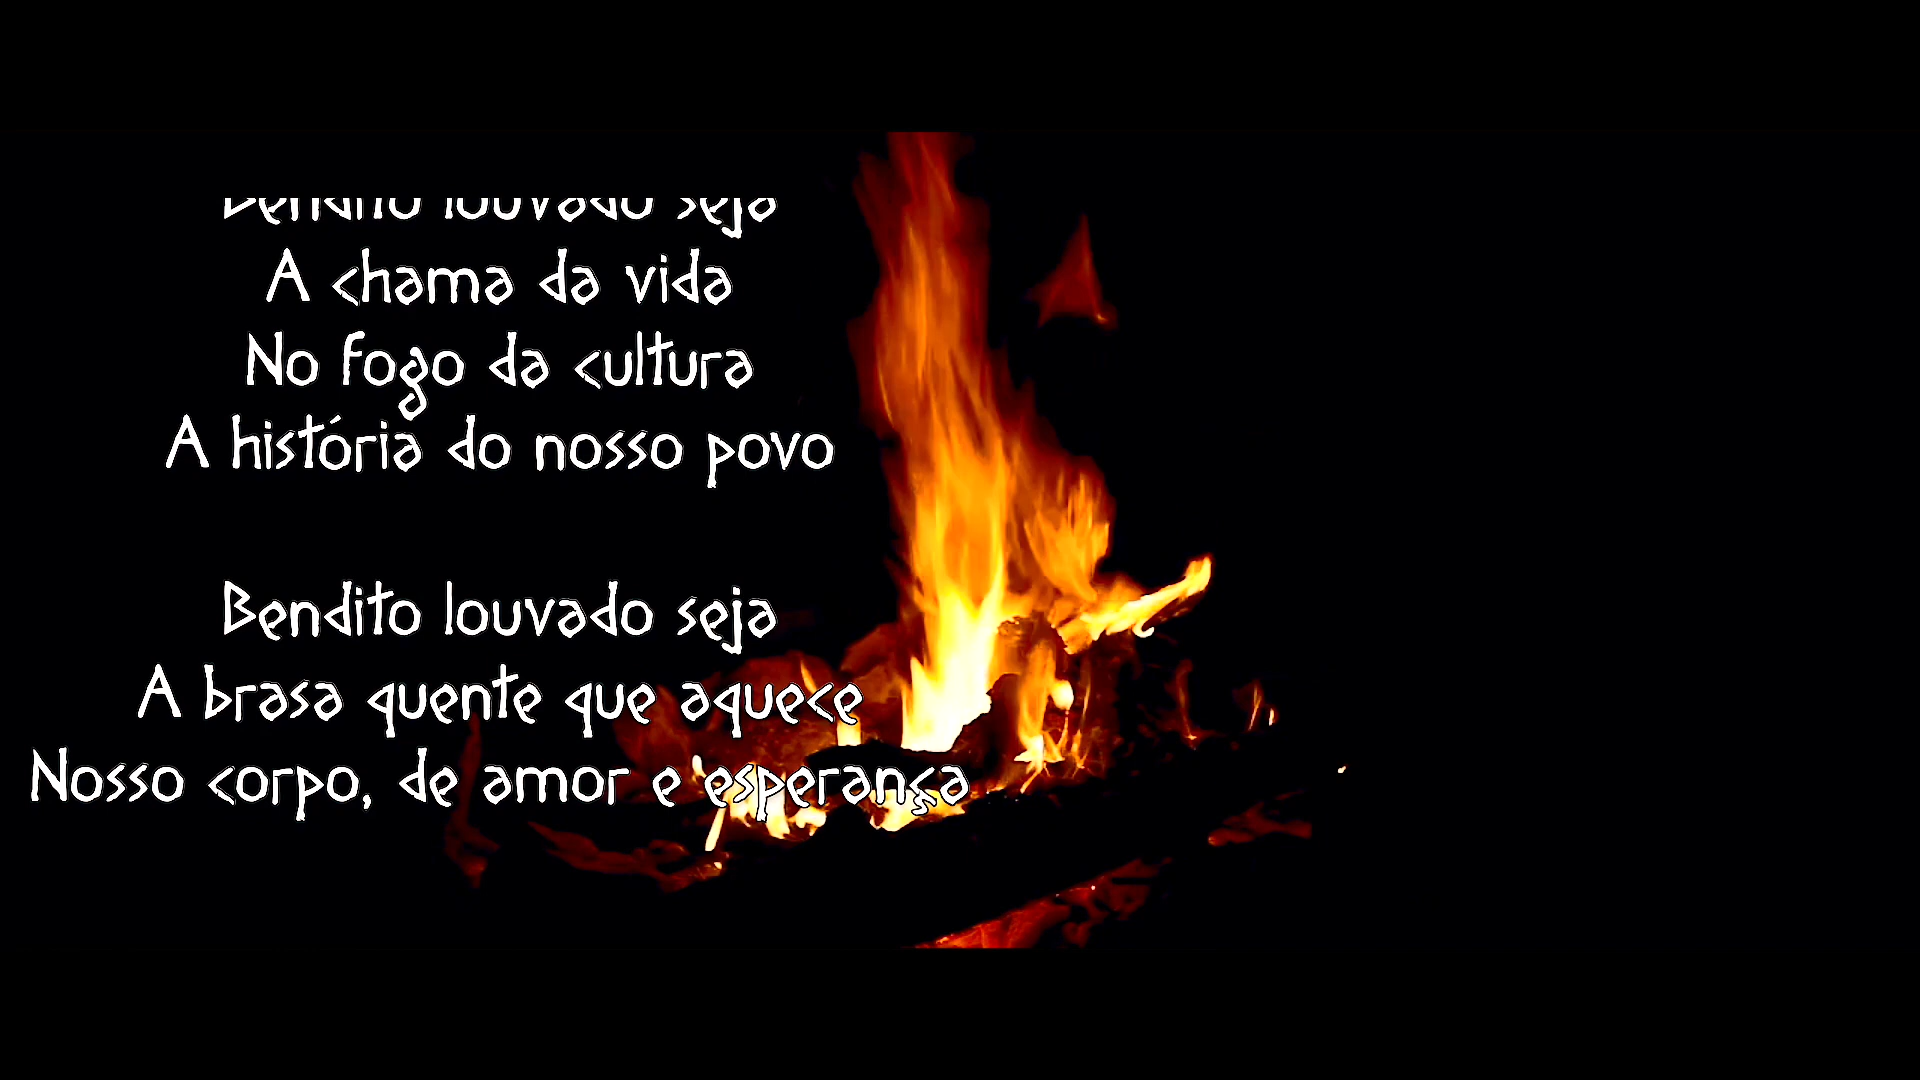 Bendito louvado seja
A chama da vida
No fogo da cultura
A história do nosso povo
Bendito louvado seja
A brasa quente que aquece
Nosso corpo, de amor e esperança